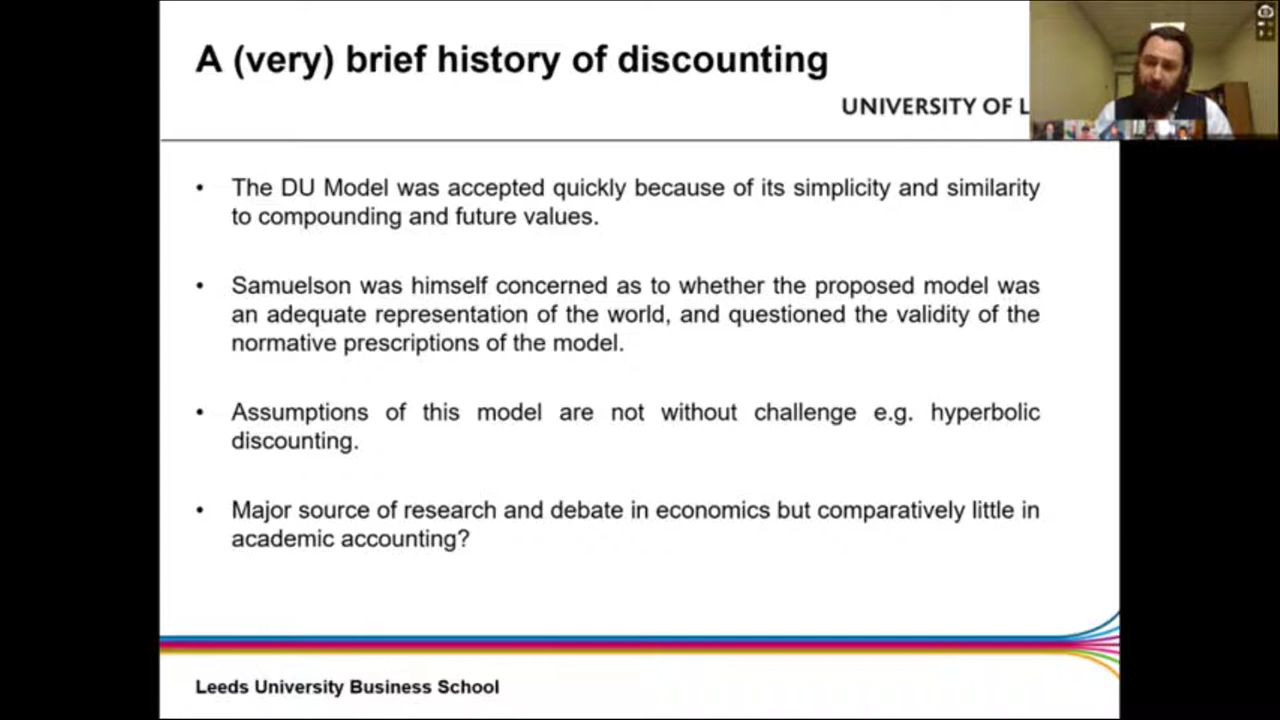 A (very) brief history of discounting
UNIVERSITY OF L
• The DU Model was accepted quickly because of its simplicity and similarity
to compounding and future values.
• Samuelson was himself concerned as to whether the proposed model was
an adequate representation of the world, and questioned the validity of the
normative prescriptions of the model.
• Assumptions of this model are not without challenge e.g. hyperbolic
discounting.
• Major source of research and debate in economics but comparatively little in
academic accounting?
Leeds University Business School